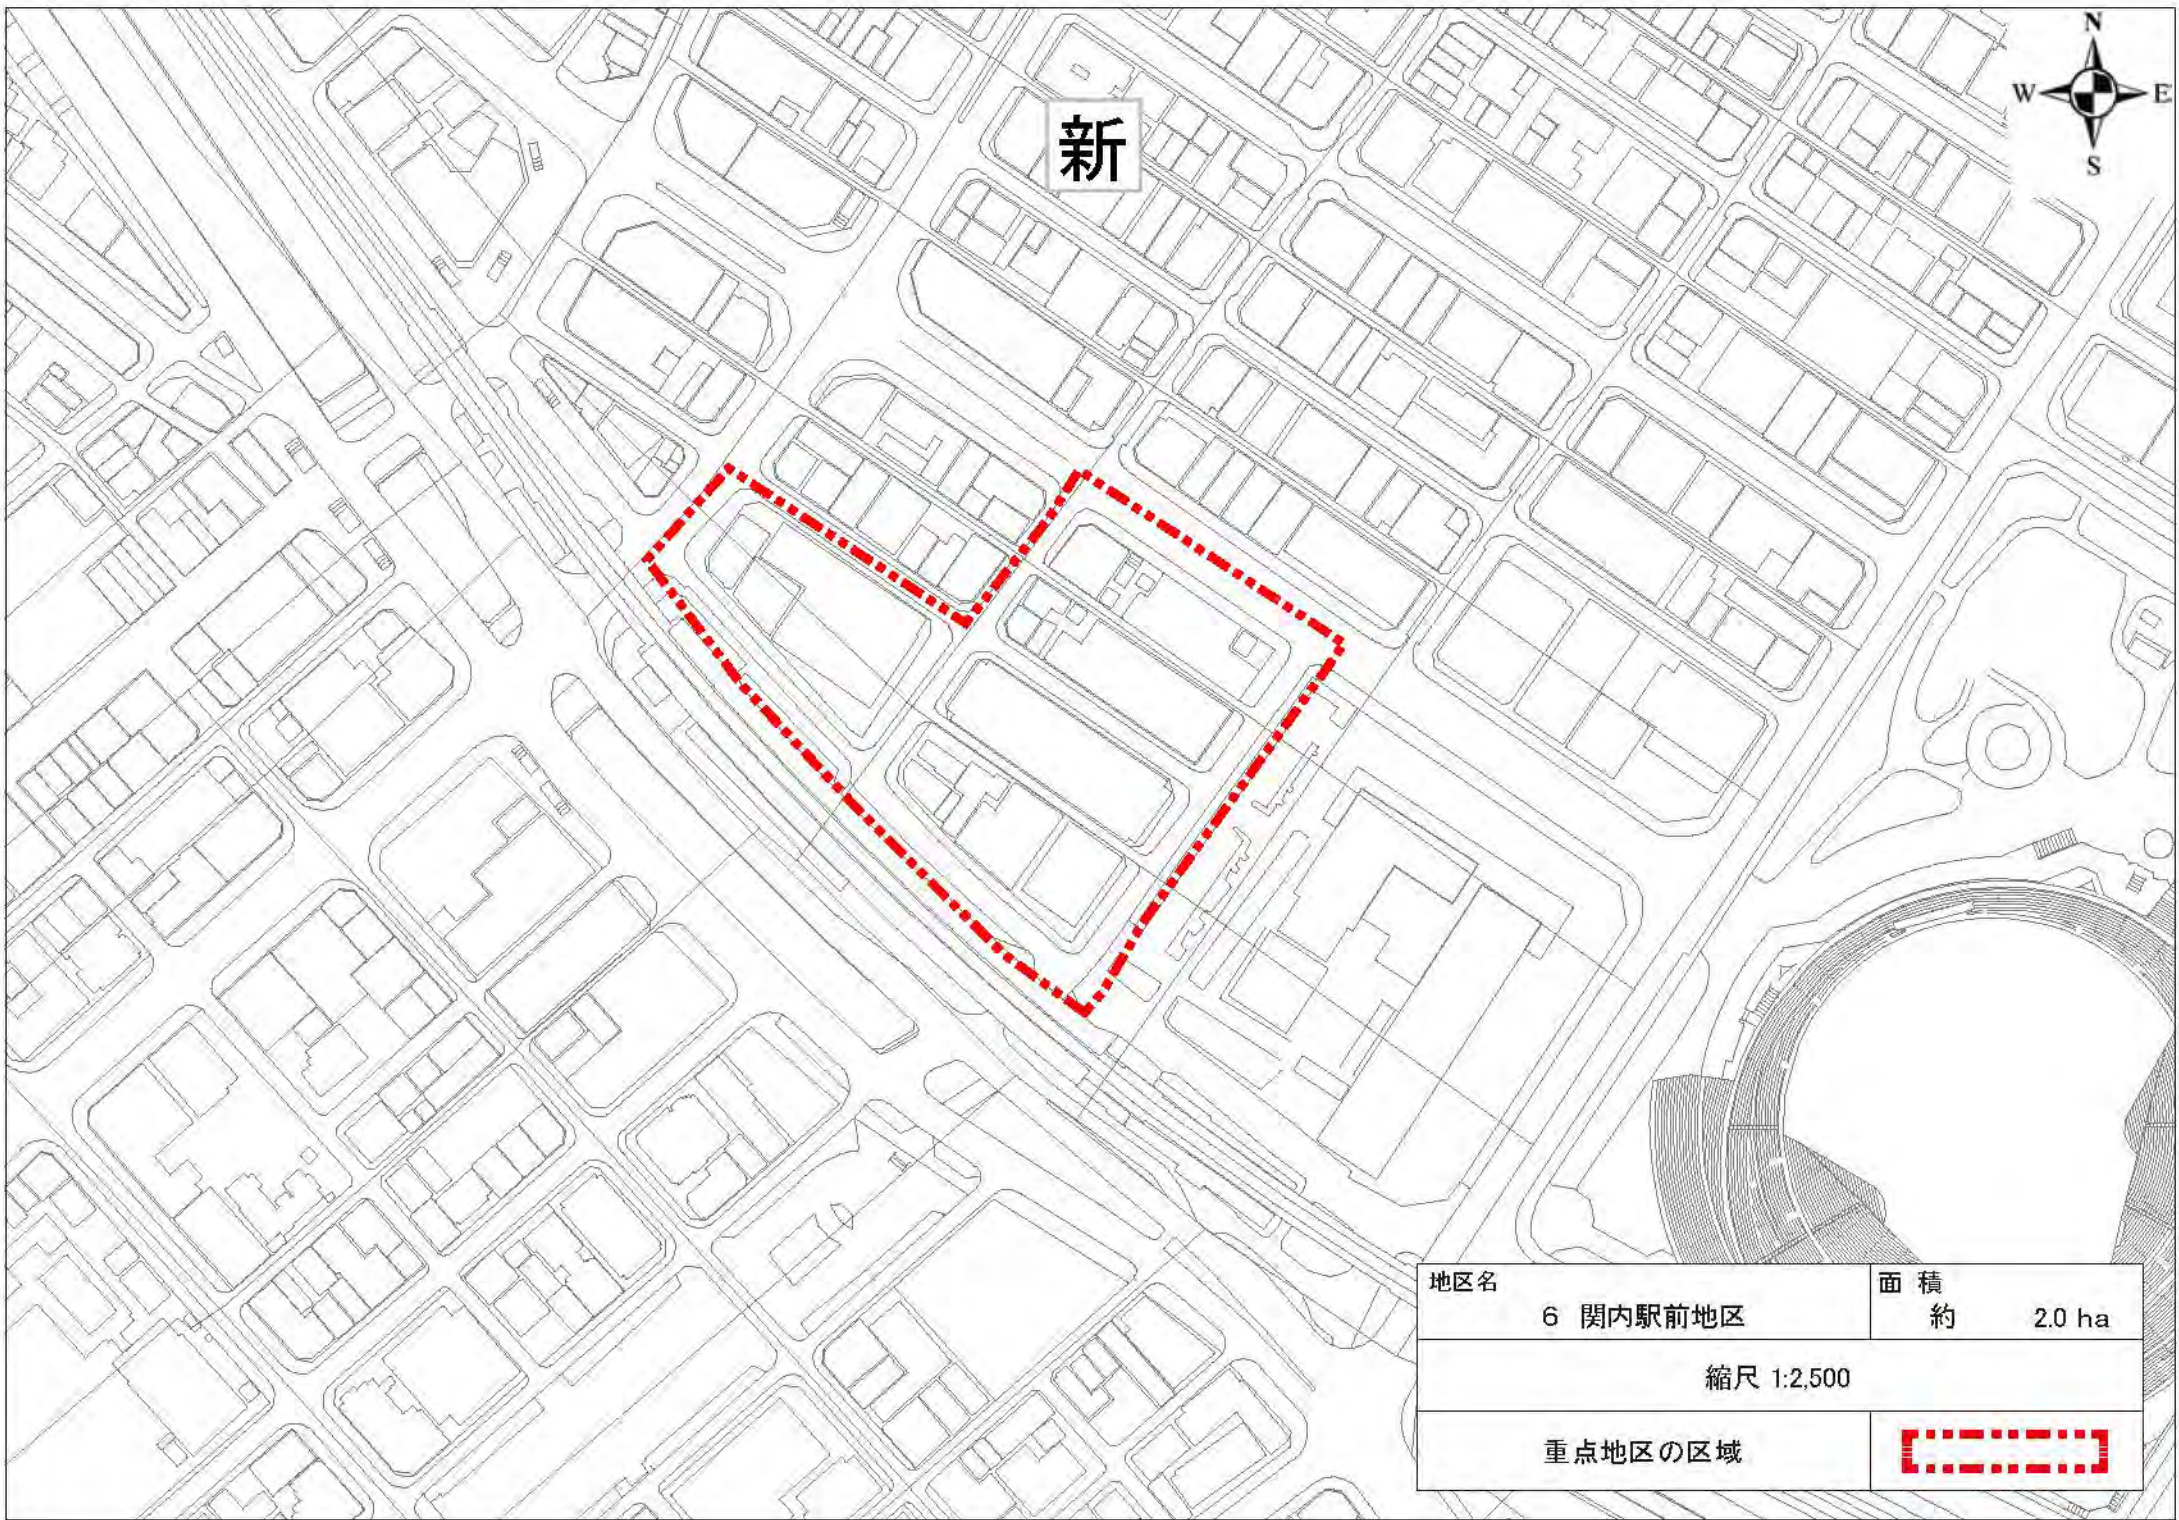 N
W E
S
新
地区名
6 関内駅前地区
面 積
約 2.0 ha
縮尺 1:2,500
重点地区の区域